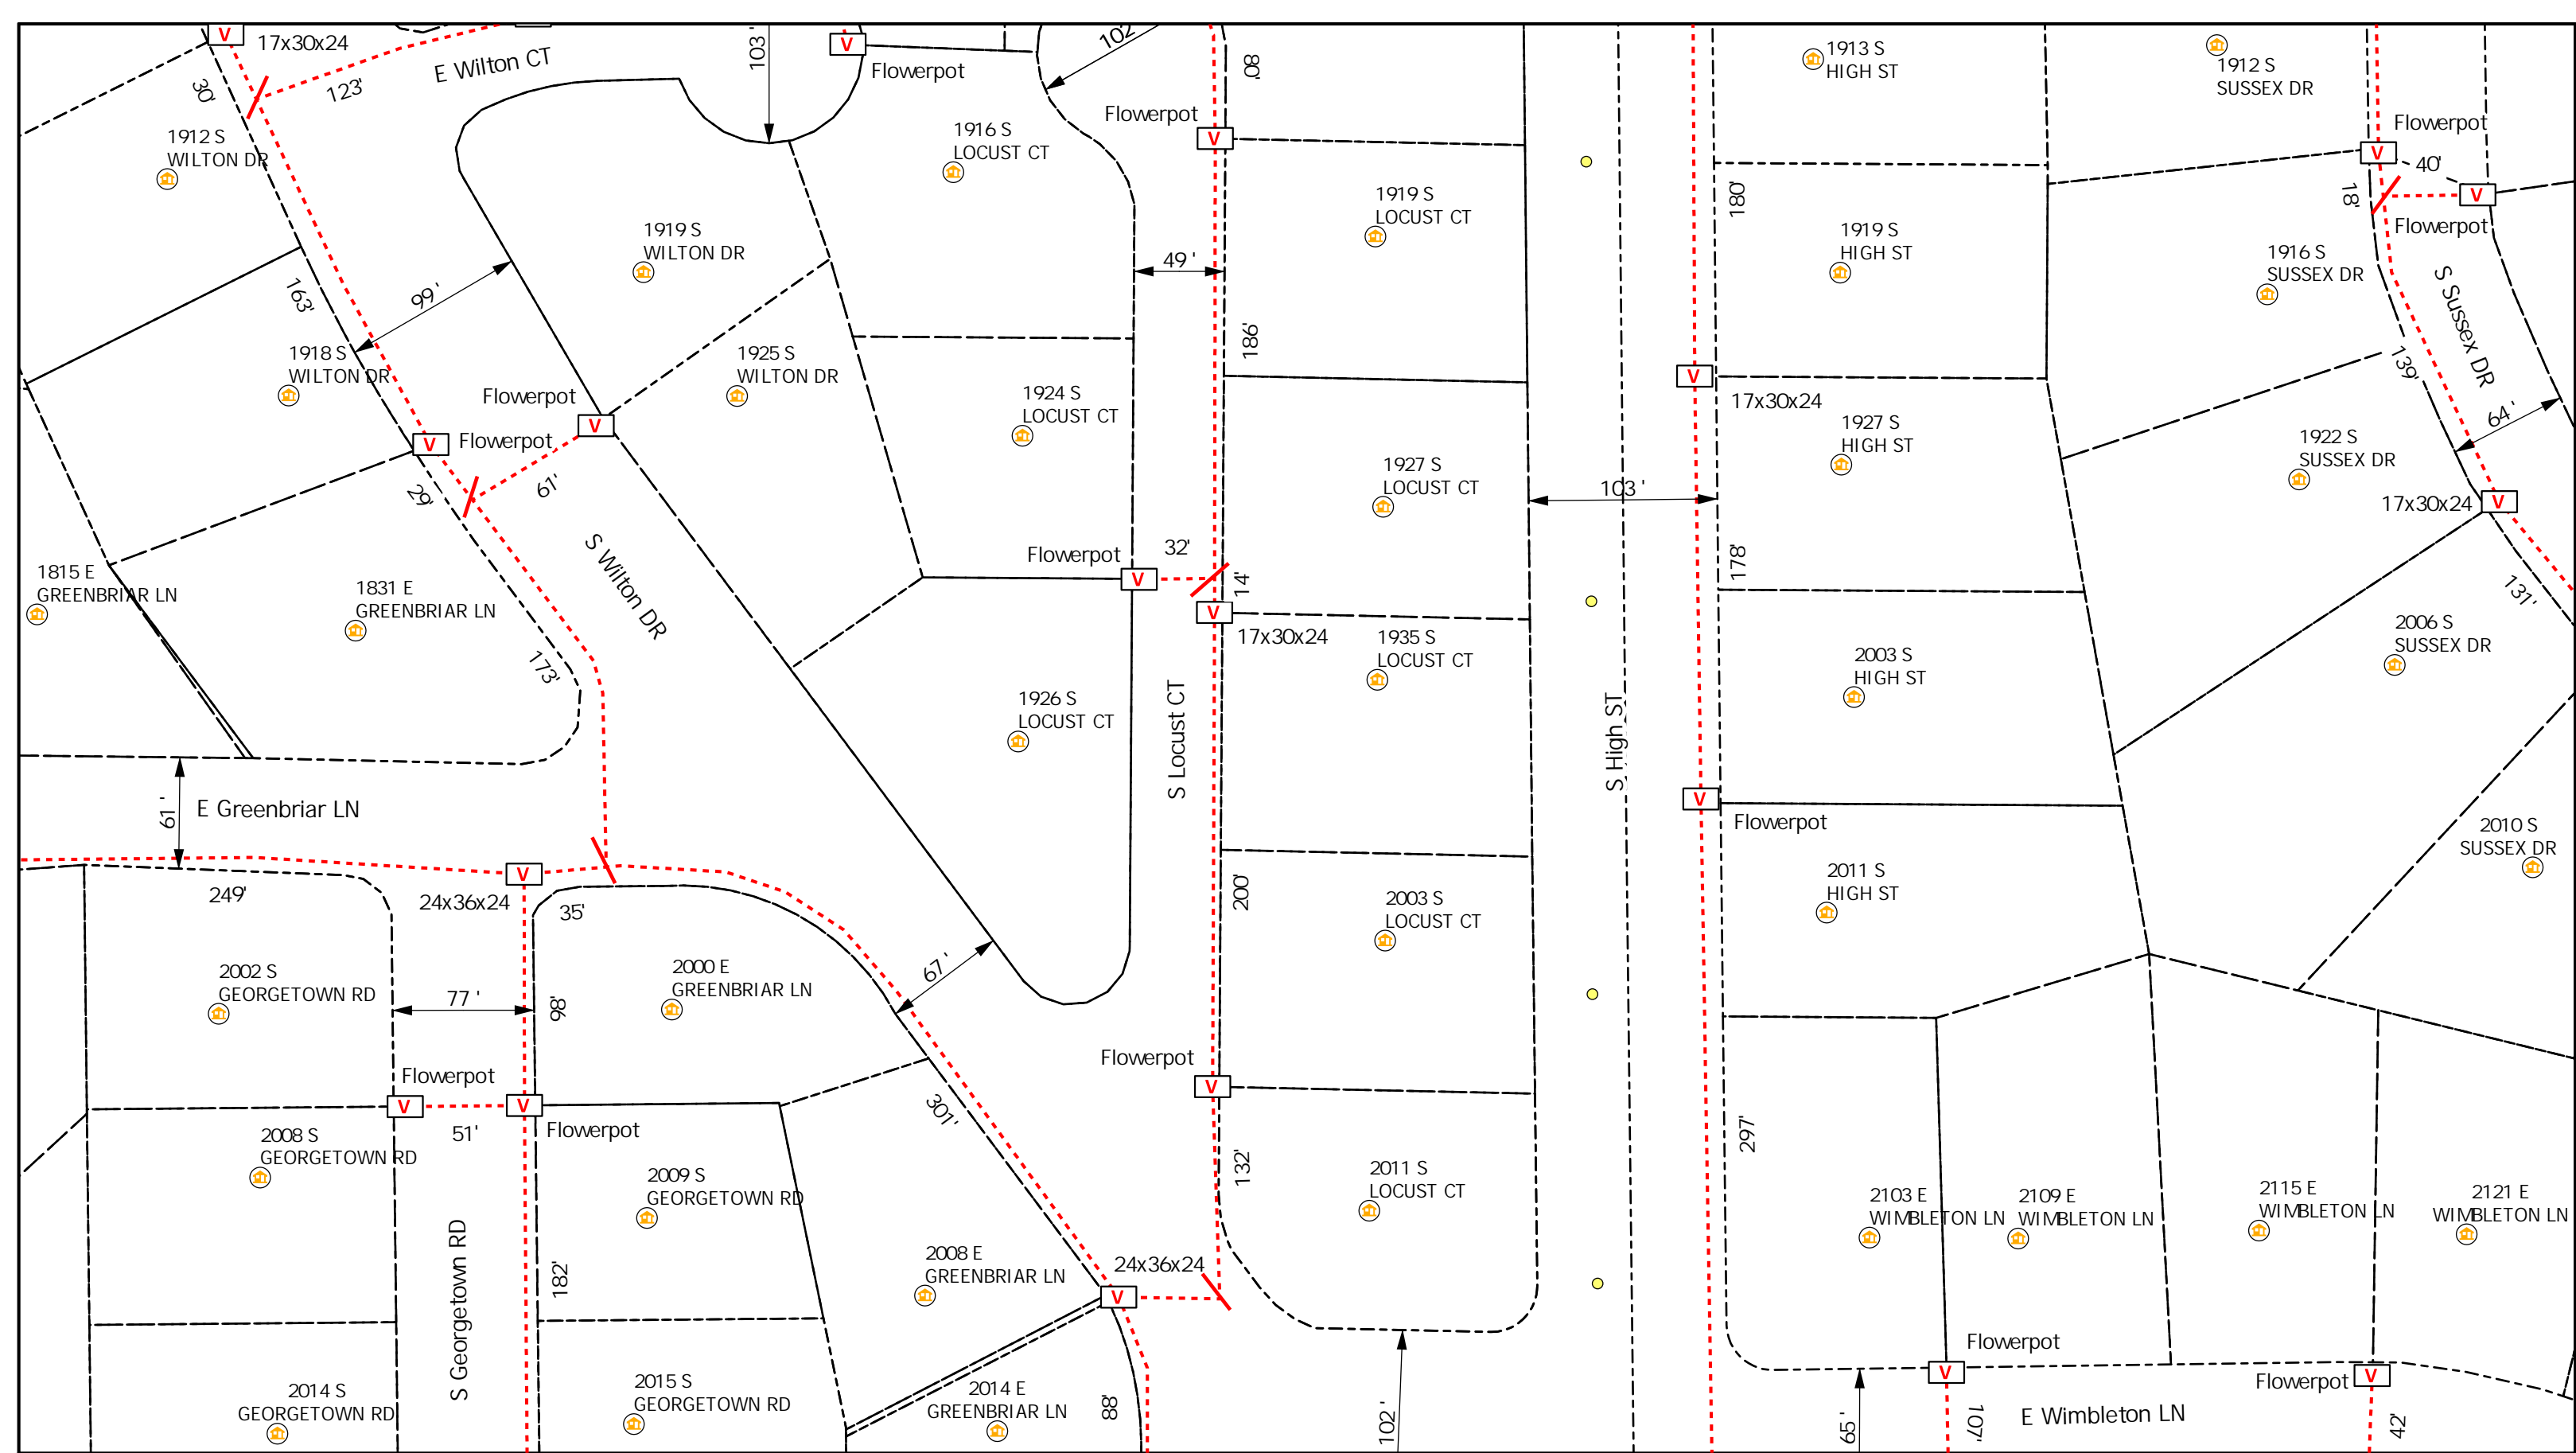 V
17x30x24
30'
123'
E Wilton CT
103 '
V
Flowerpot
102
80'
Flowerpot
V
1913 S
HIGH ST
1912 S
SUSSEX DR
Flowerpot
V
40'
V
Flowerpot
18'
1912 S
WILTON DR
1916 S
LOCUST CT
1919 S
LOCUST CT
180'
1919 S
HIGH ST
1916 S
SUSSEX DR
S Sussex DR
1919 S
WILTON DR
49 '
163'
99 '
186'
1918 S
WILTON DR
1925 S
WILTON DR
1924 S
LOCUST CT
V
17x30x24
139'
64 '
Flowerpot
V
V
Flowerpot
1927 S
LOCUST CT
1927 S
HIGH ST
1922 S
SUSSEX DR
17x30x24
V
29'
61'
103 '
S Wilton DR
Flowerpot
V
32'
14'
178'
131'
1815 E
GREENBRIAR LN
1831 E
GREENBRIAR LN
173'
V
17x30x24
1935 S
LOCUST CT
2003 S
HIGH ST
2006 S
SUSSEX DR
1926 S
LOCUST CT
S Locust CT
S High ST
61 '
E Greenbriar LN
V
Flowerpot
2010 S
SUSSEX DR
249'
24x36x24
V
35'
200'
2003 S
LOCUST CT
2011 S
HIGH ST
2002 S
GEORGETOWN RD
77 '
98'
2000 E
GREENBRIAR LN
67 '
Flowerpot
V
V
51'
Flowerpot
301'
Flowerpot
V
132'
297'
2008 S
GEORGETOWN RD
2009 S
GEORGETOWN RD
2011 S
LOCUST CT
2103 E
WIMBLETON LN
2109 E
WIMBLETON LN
2115 E
WIMBLETON LN
2121 E
WIMBLETON LN
S Georgetown RD
182'
2008 E
GREENBRIAR LN
24x36x24
V
Flowerpot
V
Flowerpot
V
2014 S
GEORGETOWN RD
2015 S
GEORGETOWN RD
2014 E
GREENBRIAR LN
88'
102 '
65 '
107'
E Wimbleton LN
42'